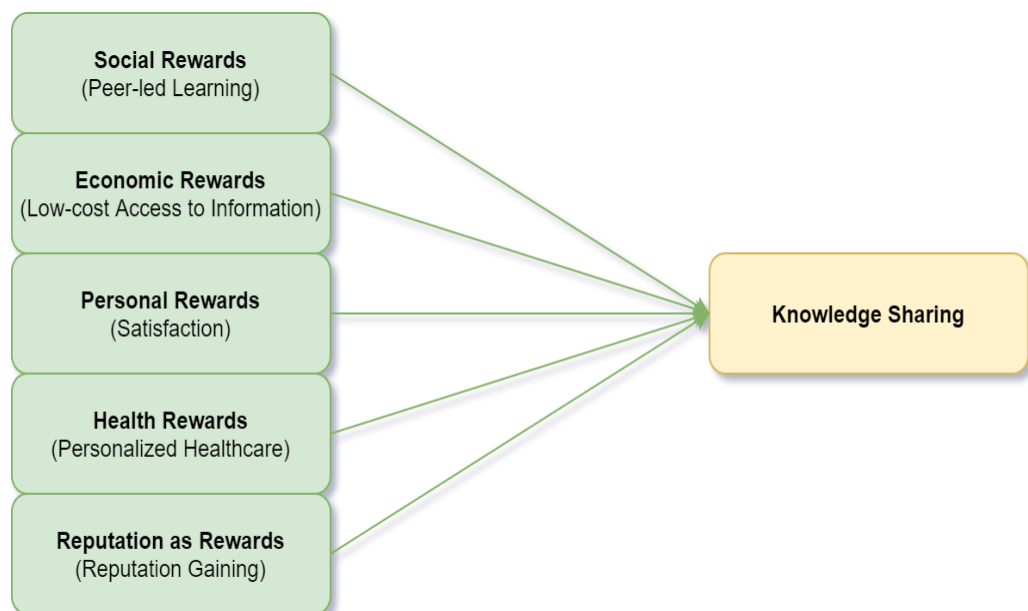 Social Rewards
(Peer-led Learning)
Economic Rewards
(Low-cost Access to Information)
Personal Rewards
(Satisfaction)
Knowledge Sharing
Health Rewards
(Personalized Healthcare)
Reputation as Rewards
(Reputation Gaining)